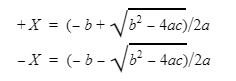 +X = (-b+√b² - 4ac)/2a
-X = (-b-√b² - 4ac)/2a